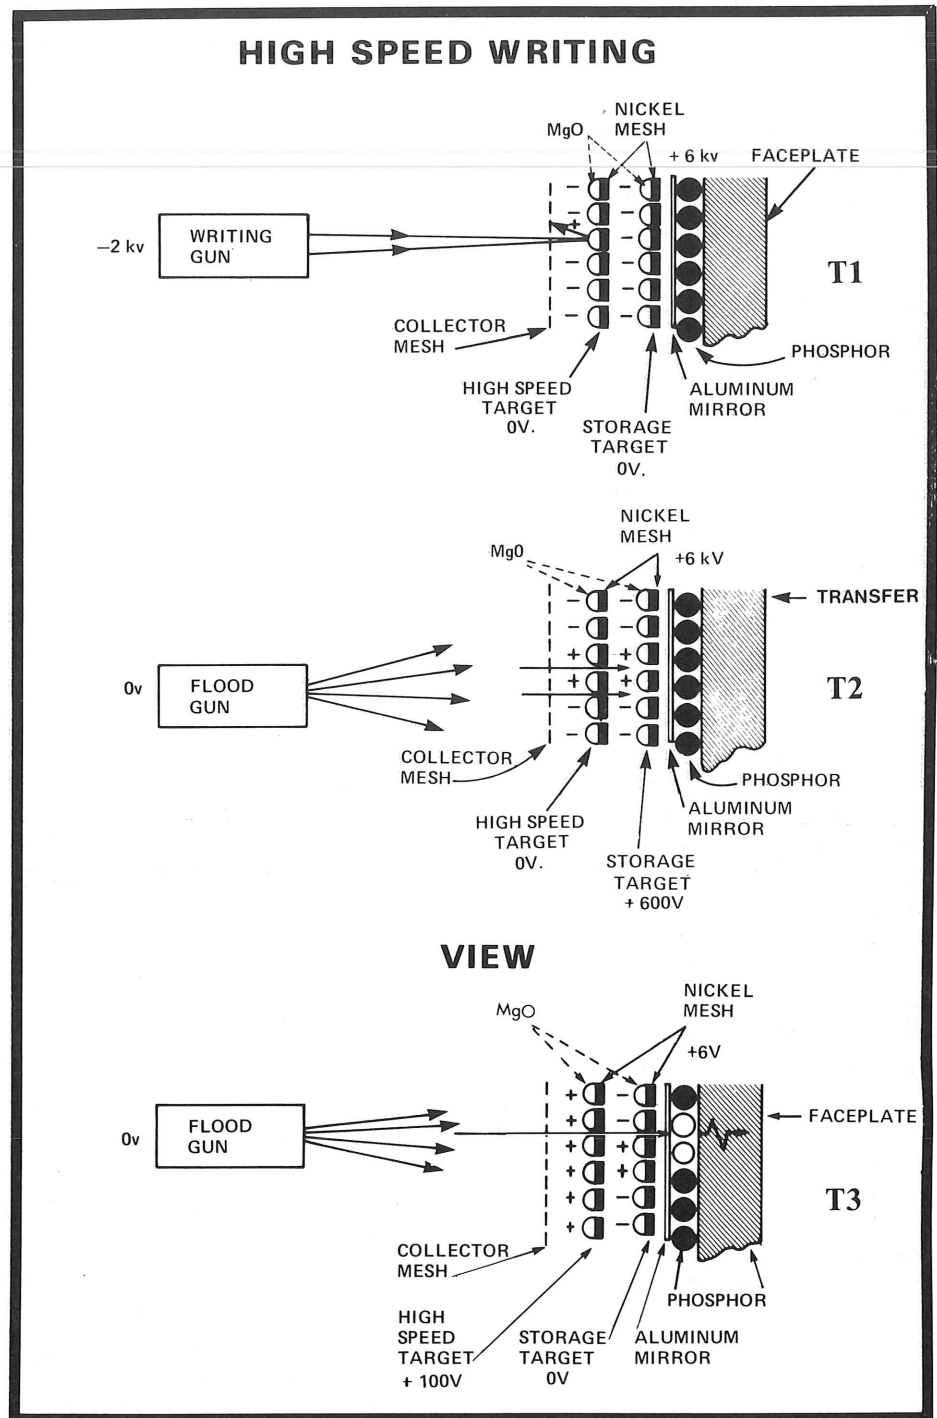 HIGH SPEED WRITING
NICKEL
MESH
MgO
+ 6 kv
FACEPLATE
−2 kv
WRITING
GUN
T1
COLLECTOR
MESH
PHOSPHOR
HIGH SPEED
TARGET
0V.
ALUMINUM
MIRROR
STORAGE
TARGET
0V.
NICKEL
MESH
MgO
+6 kV
TRANSFER
0v
FLOOD
GUN
T2
COLLECTOR
MESH
PHOSPHOR
HIGH SPEED
TARGET
0V.
ALUMINUM
MIRROR
STORAGE
TARGET
+ 600V
VIEW
NICKEL
MESH
MgO
+6V
FACEPLATE
0v
FLOOD
GUN
T3
COLLECTOR
MESH
PHOSPHOR
HIGH
SPEED
TARGET
+ 100V
STORAGE
TARGET
0V
ALUMINUM
MIRROR